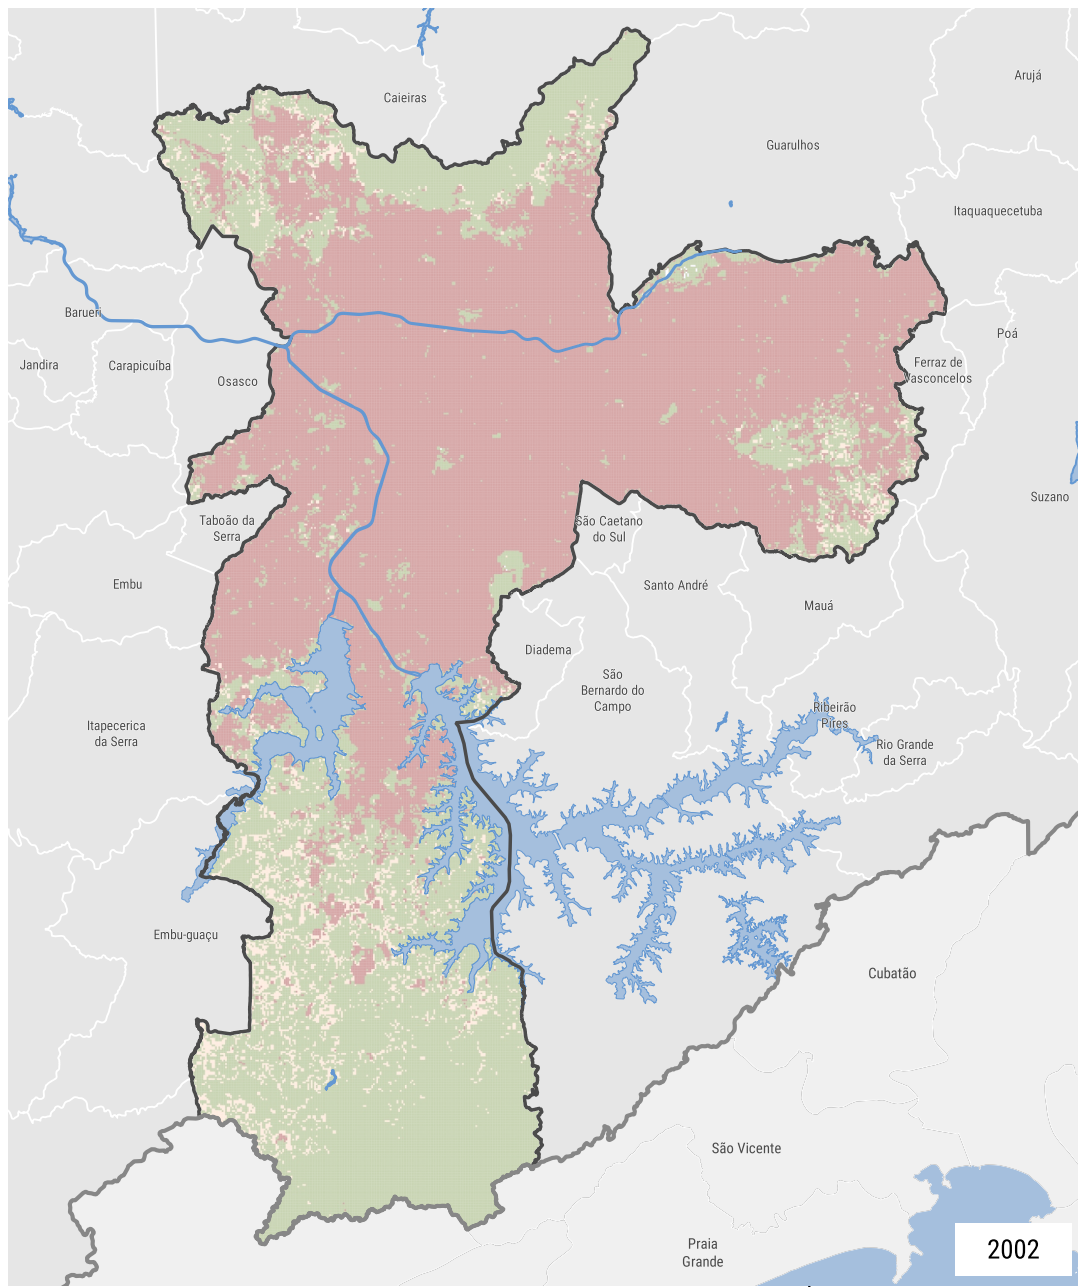 Arujá
Caieiras
Guarulhos
Itaquaquecetuba
Barueri
Poá
Jandira
Carapicuíba
Osasco
Ferraz de
Vasconcelos
Suzano
Taboão da
Serra
São Caetano
do Sul
Embu
Santo André
Mauá
Diadema
São
Bernardo do
Campo
Ribeirão
Pires
Itapecerica
da Serra
Rio Grande
da Serra
Embu-guaçu
Cubatão
São Vicente
Praia
Grande
2002